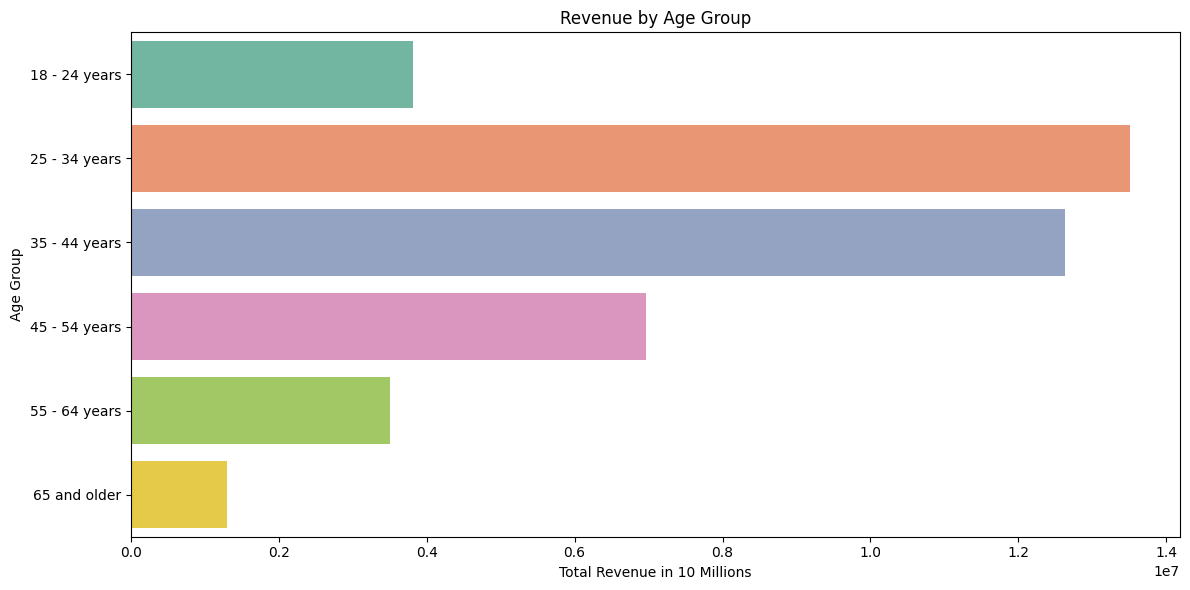 Revenue by Age Group
Age Group
18 - 24 years
25 - 34 years
35 - 44 years
45 - 54 years
55 - 64 years
65 and older
0.0 0.2 0.4 0.6 0.8 1.0 1.2 1.4
1e7
Total Revenue in 10 Millions